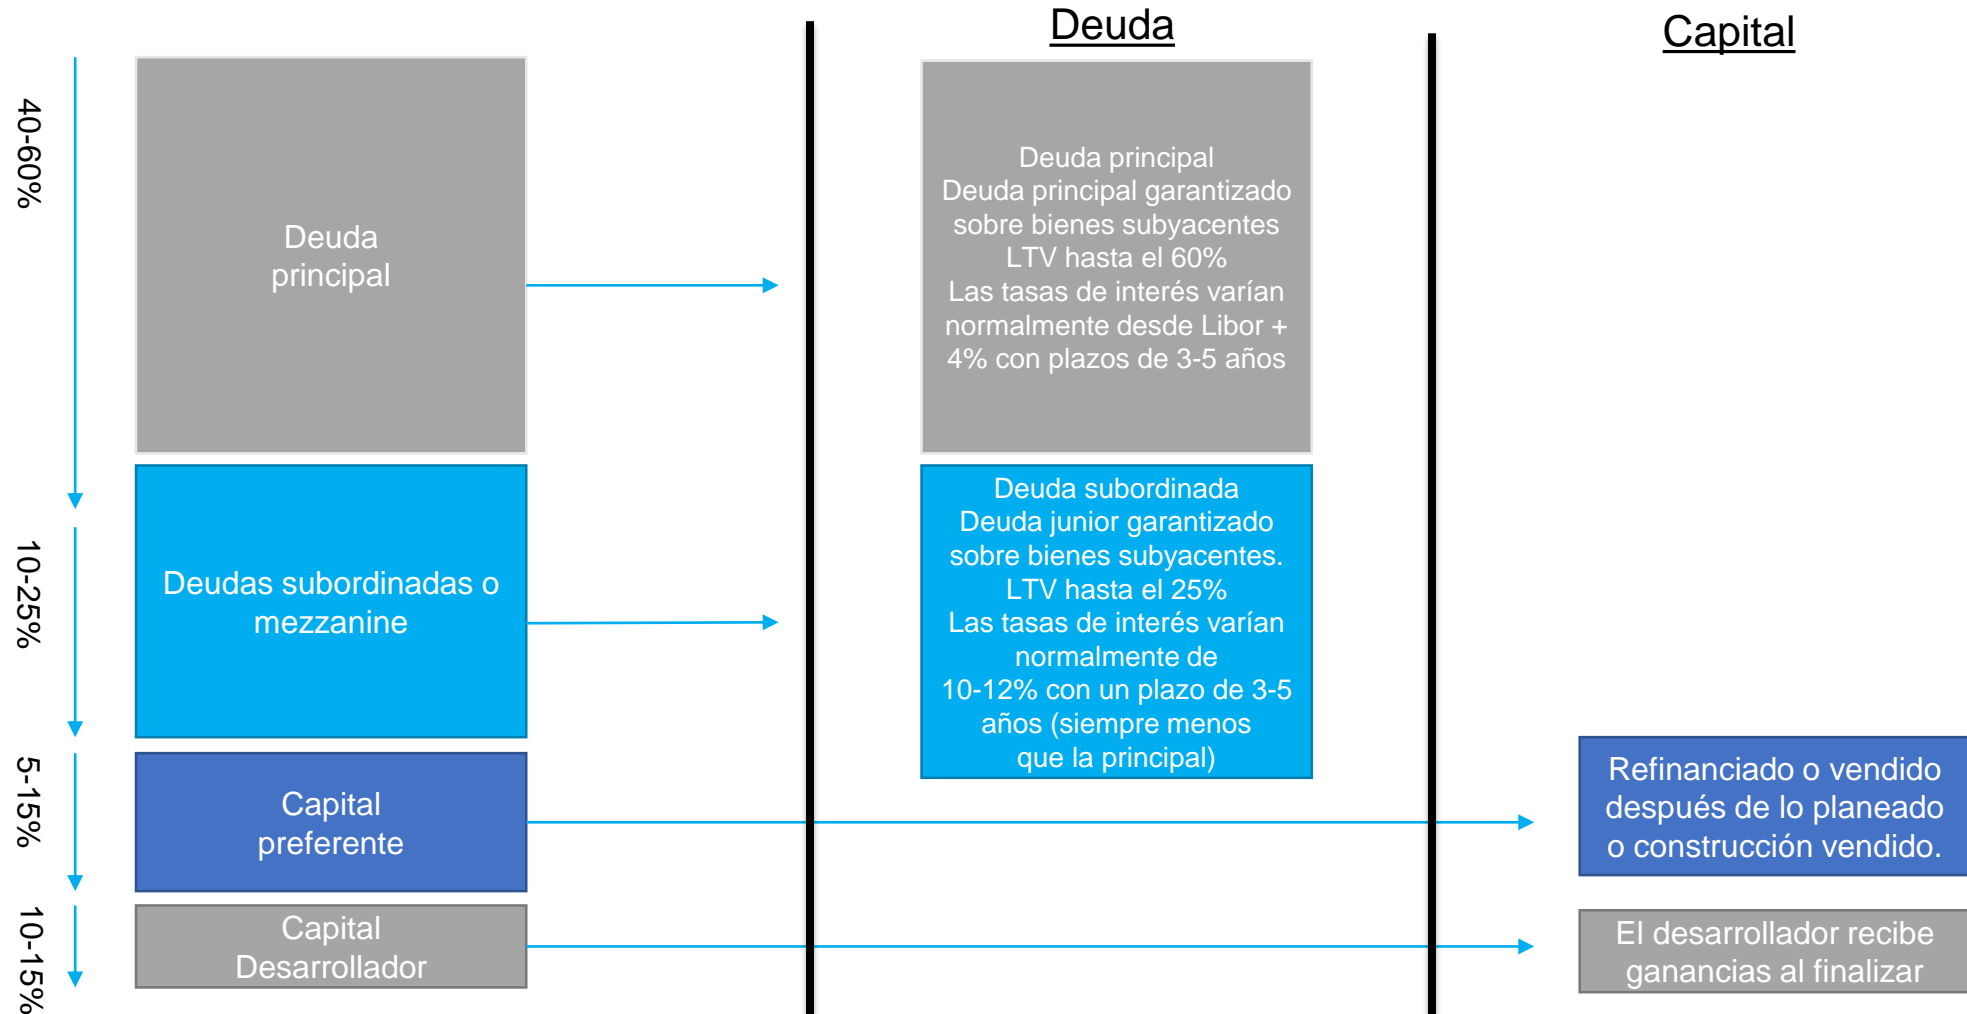 Deuda
Capital
40-60%
Deuda
principal
Deuda principal
Deuda principal garantizado
sobre bienes subyacentes
LTV hasta el 60%
Las tasas de interés varían
normalmente desde Libor +
4% con plazos de 3-5 años
10-25%
Deudas subordinadas o
mezzanine
Deuda subordinada
Deuda junior garantizado
sobre bienes subyacentes.
LTV hasta el 25%
Las tasas de interés varían
normalmente de
10-12% con un plazo de 3-5
años (siempre menos
que la principal)
5-15%
Capital
preferente
Refinanciado o vendido
después de lo planeado
o construcción vendido.
10-15%
Capital
Desarrollador
El desarrollador recibe
ganancias al finalizar